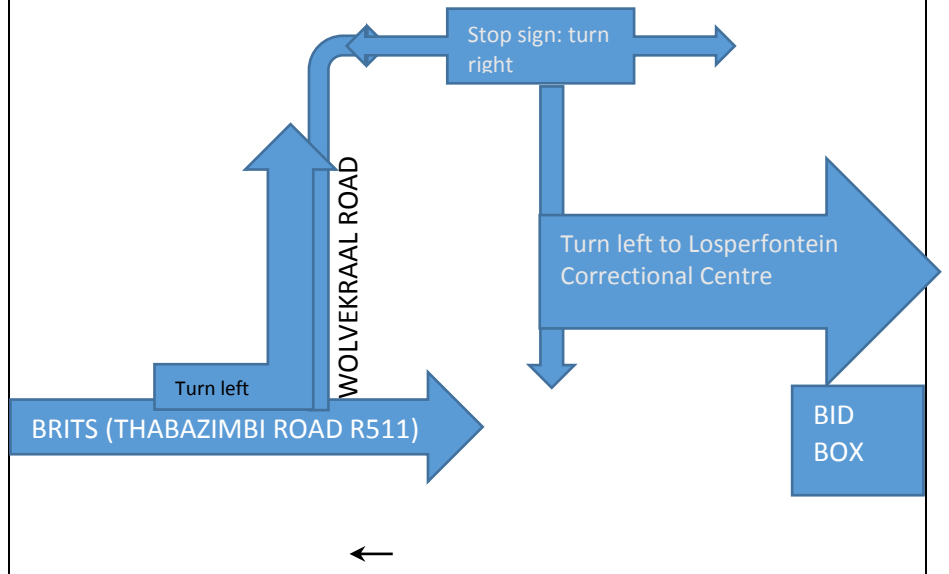 Stop sign: turn
right
WOLVEKRAAL ROAD
Turn left to Losperfontein
Correctional Centre
Turn left
BRITS (THABAZIMBI ROAD R511)
BID
BOX